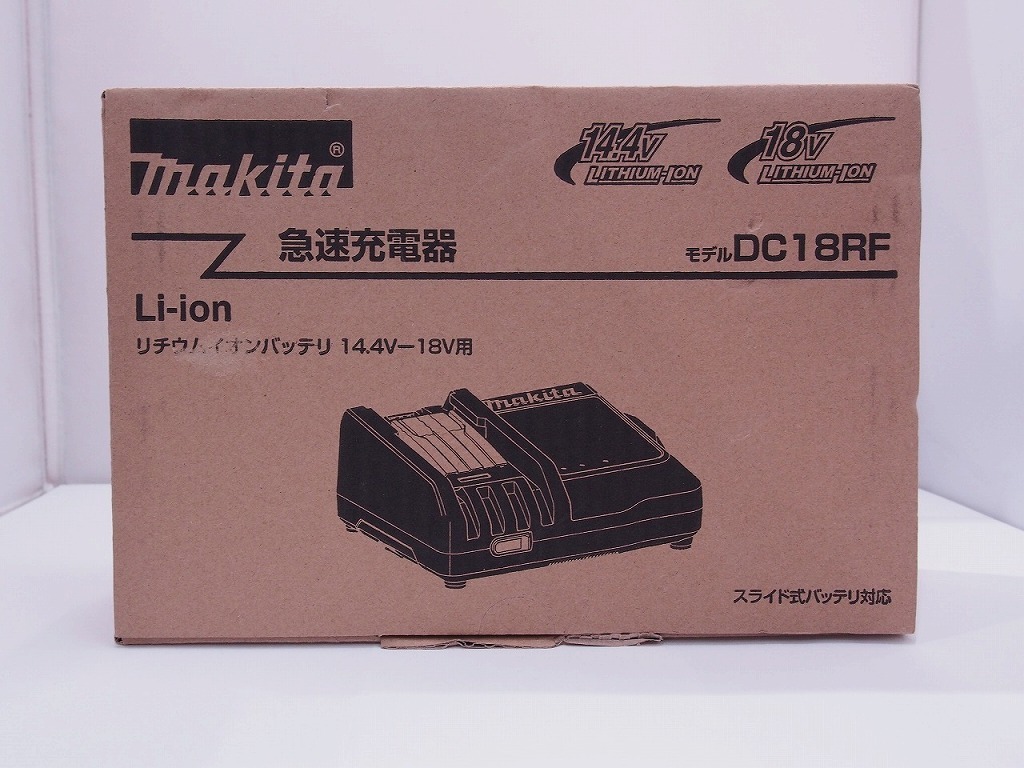 makita®
14.4V
LITHIUM-ION
18V
LITHIUM-ION
急速充電器
モデルDC18RF
Li-ion
リチウムイオンバッテリ 14.4V−18V用
makita
スライド式バッテリ対応